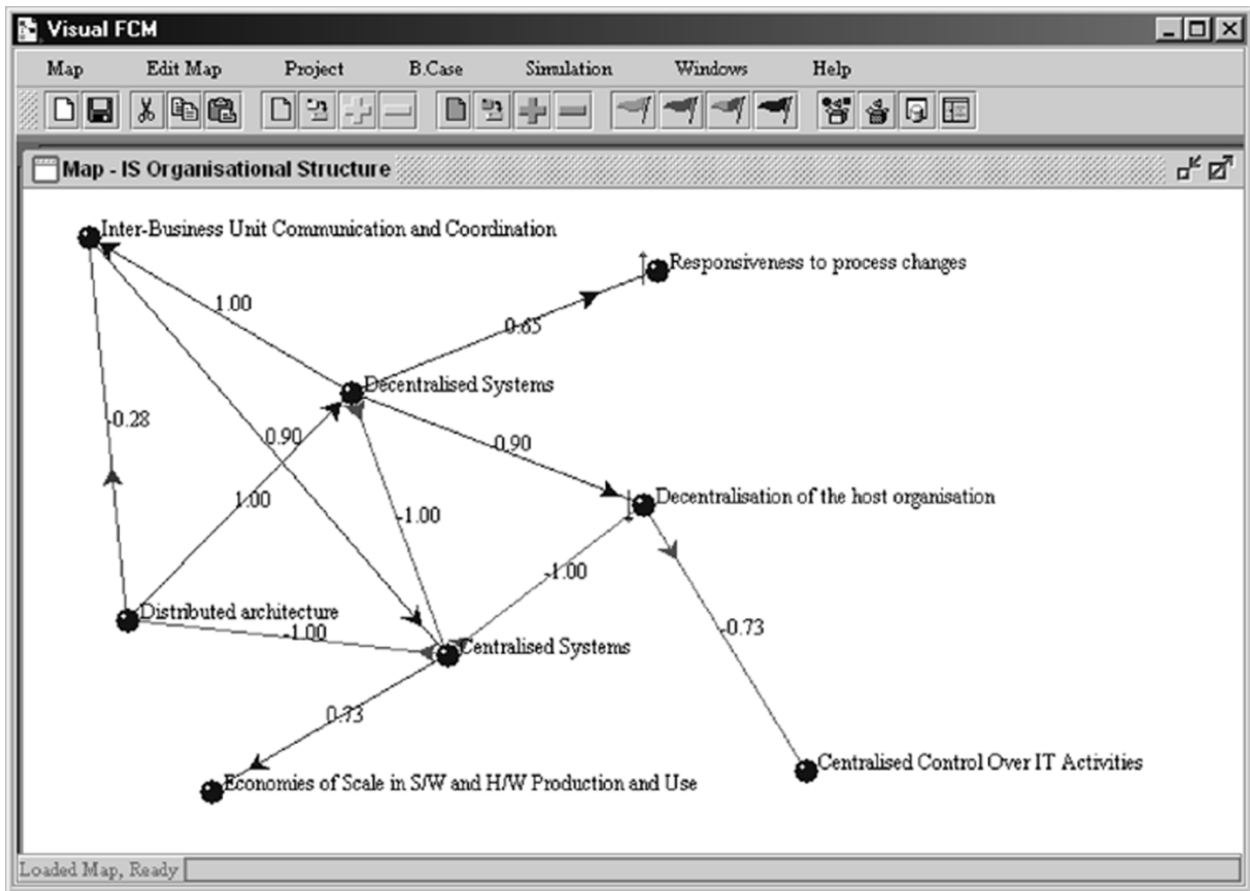 Visual FCM
Map Edit Map Project B.Case Simulation Windows Help
Map - IS Organisational Structure
Inter-Business Unit Communication and Coordination
Responsiveness to process changes
1.00
0.65
Decentralised Systems
-0.28
0.90
0.90
Decentralisation of the host organisation
1.00
-1.00
-1.00
Distributed architecture
-1.00
-0.73
Centralised Systems
0.73
Centralised Control Over IT Activities
Economies of Scale in S/W and H/W Production and Use
Loaded Map, Ready